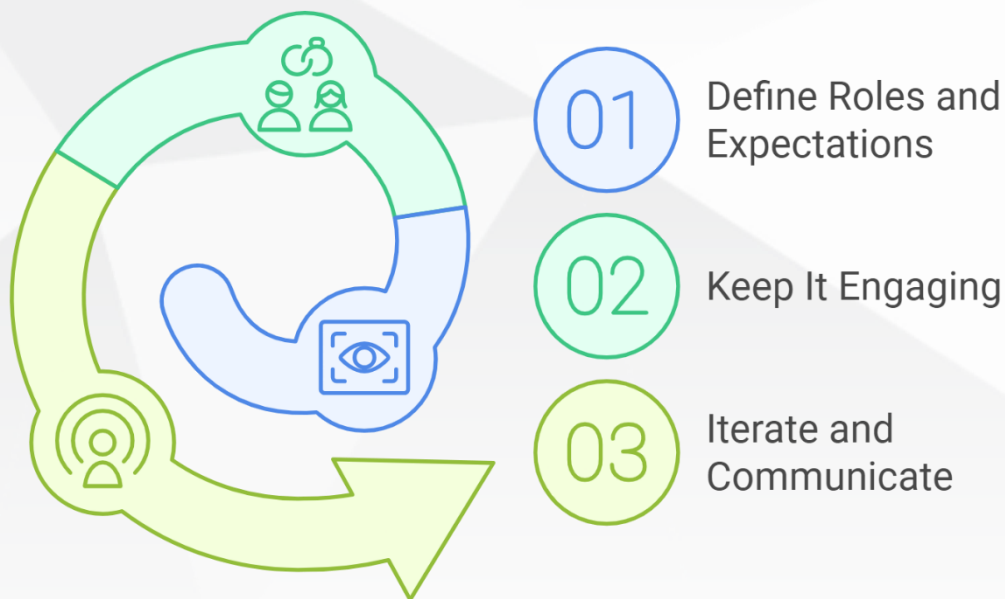 01
Define Roles and
Expectations
02
Keep It Engaging
03
Iterate and
Communicate